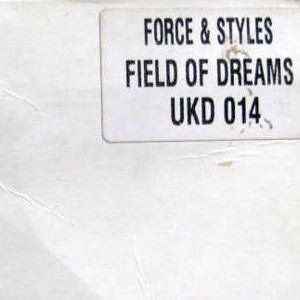 FORCE & STYLES
FIELD OF DREAMS
UKD 014